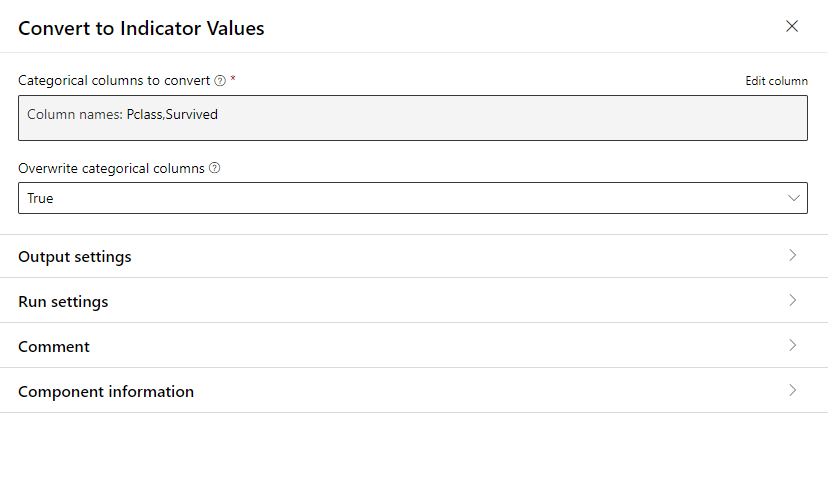 Convert to Indicator Values
Categorical columns to convert ? *
Edit column
Column names: Pclass,Survived
Overwrite categorical columns ?
True
Output settings
Run settings
Comment
Component information